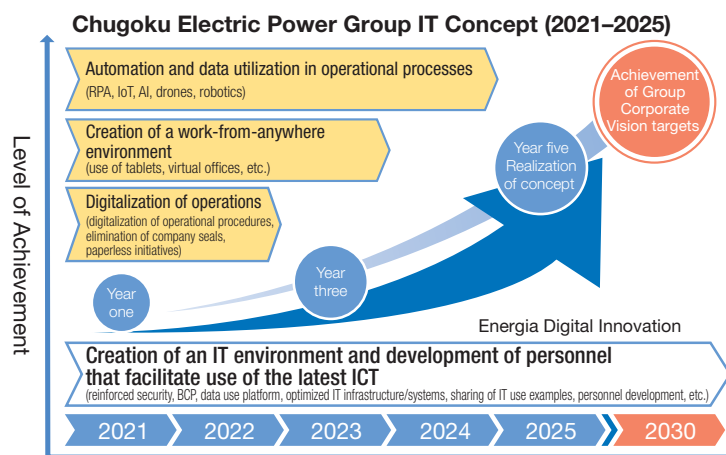 Chugoku Electric Power Group IT Concept (2021–2025)
Level of Achievement
Automation and data utilization in operational processes
(RPA, IoT, AI, drones, robotics)
Creation of a work-from-anywhere
environment
(use of tablets, virtual offices, etc.)
Digitalization of operations
(digitalization of operational procedures,
elimination of company seals,
paperless initiatives)
Year
one
Year
three
Year five
Realization
of concept
Achievement
of Group
Corporate
Vision targets
Energia Digital Innovation
Creation of an IT environment and development of personnel
that facilitate use of the latest ICT
(reinforced security, BCP, data use platform, optimized IT infrastructure/systems, sharing of IT use examples, personnel development, etc.)
2021
2022
2023
2024
2025
2030